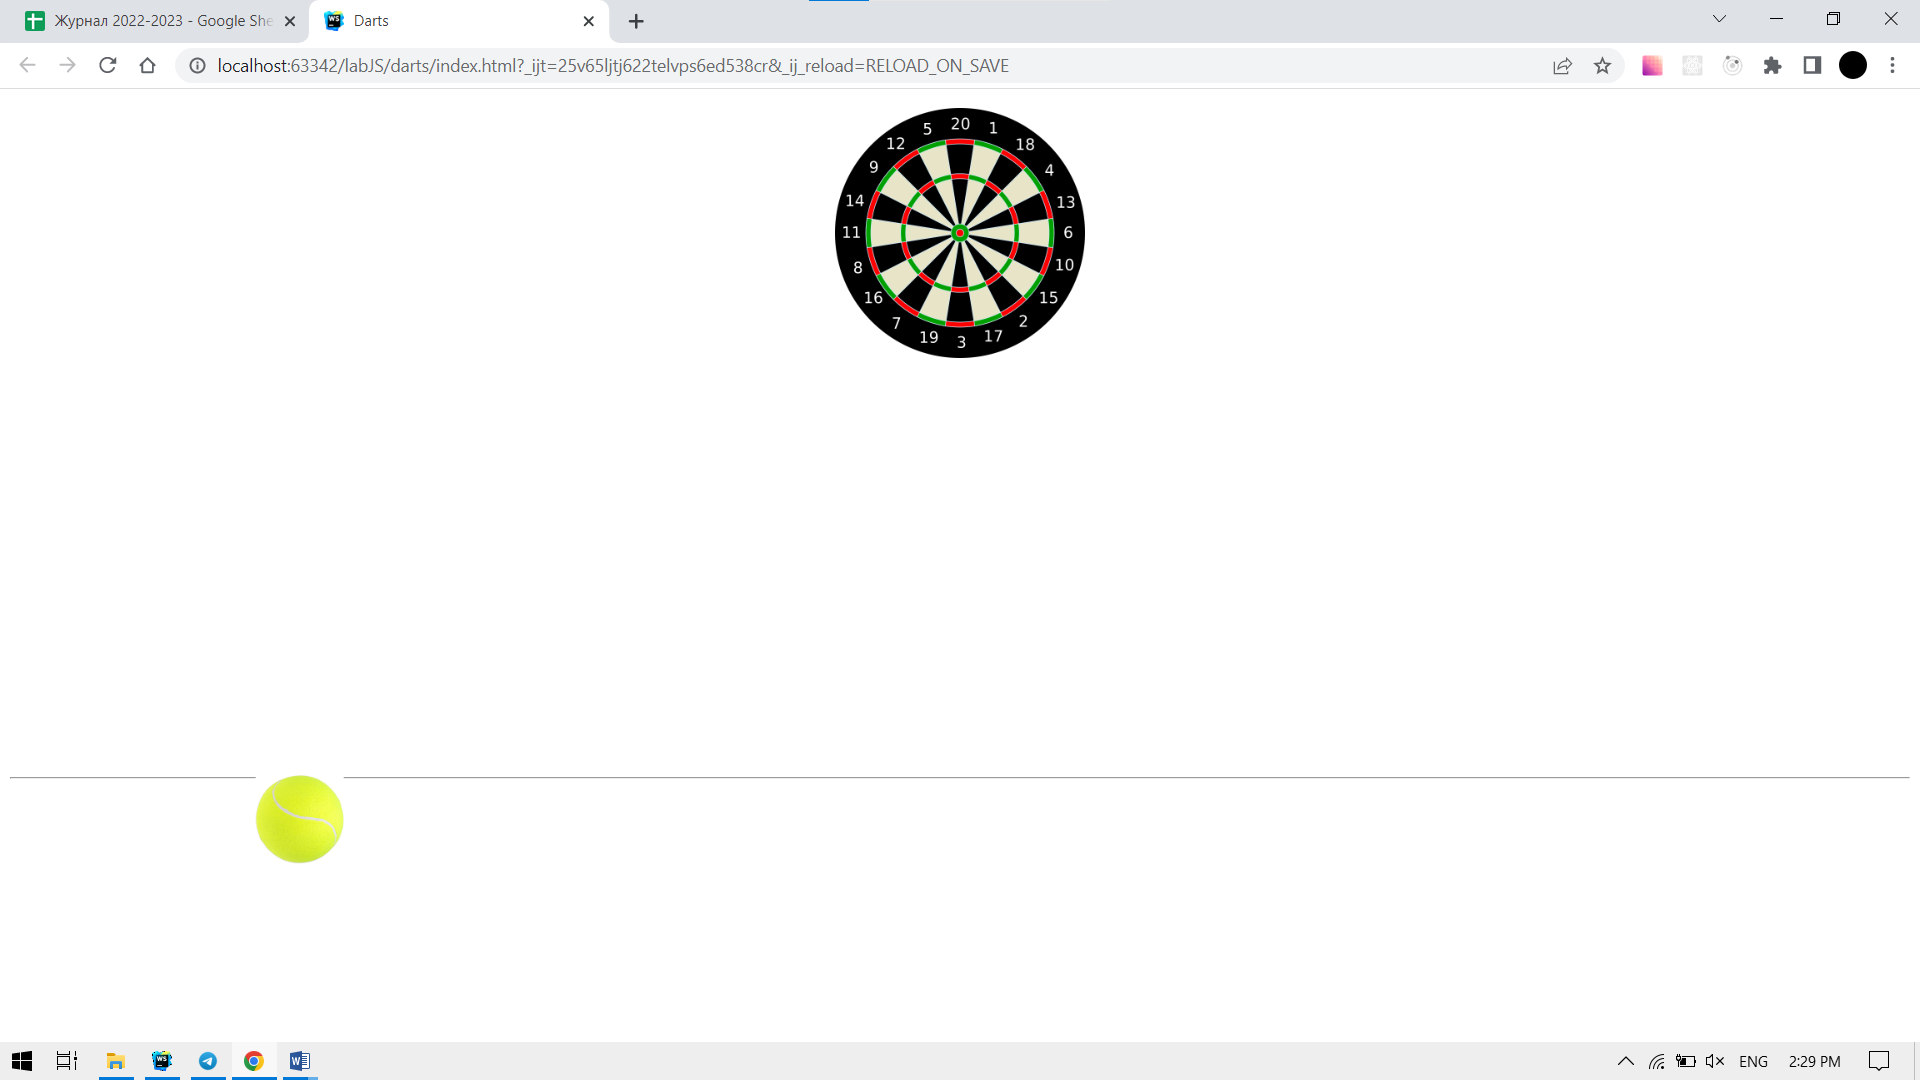 Журнал 2022-2023 - Google She
Darts
localhost:63342/labJS/darts/index.html?_ijt=25v65ljtj622telvps6ed538cr&_ij_reload=RELOAD_ON_SAVE
20
5
1
12
18
9
4
14
13
11
6
8
10
16
15
7
2
19
17
3
WS
WS
W
ENG
2:29 PM